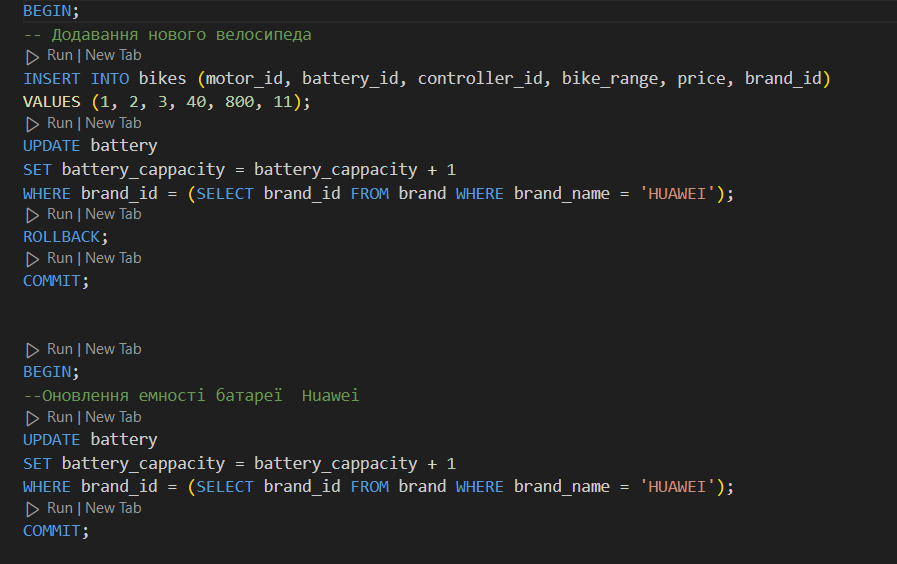 BEGIN;
-- Додавання нового велосипеда
Run | New Tab
INSERT INTO bikes (motor_id, battery_id, controller_id, bike_range, price, brand_id)
VALUES (1, 2, 3, 40, 800, 11);
Run | New Tab
UPDATE battery
SET battery_cappacity = battery_cappacity + 1
WHERE brand_id = (SELECT brand_id FROM brand WHERE brand_name = 'HUAWEI');
Run | New Tab
ROLLBACK;
Run | New Tab
COMMIT;
Run | New Tab
BEGIN;
--Оновлення емності батареї  Huawei
Run | New Tab
UPDATE battery
SET battery_cappacity = battery_cappacity + 1
WHERE brand_id = (SELECT brand_id FROM brand WHERE brand_name = 'HUAWEI');
Run | New Tab
COMMIT;